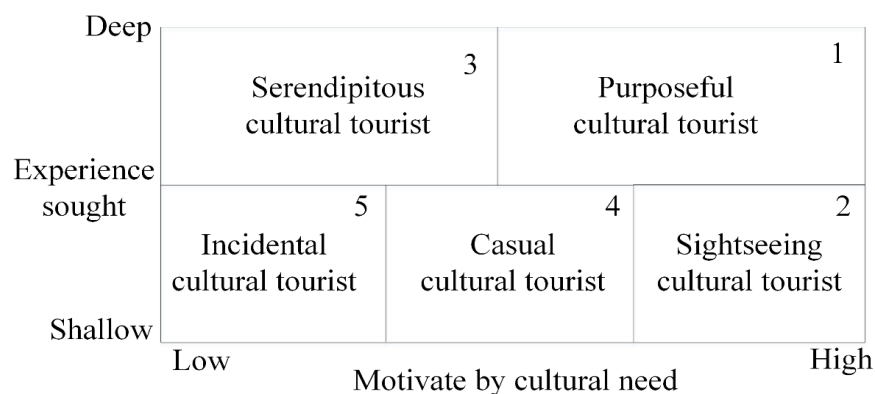 Deep
3
1
Serendipitous
cultural tourist
Purposeful
cultural tourist
Experience
sought
5
4
2
Incidental
cultural tourist
Casual
cultural tourist
Sightseeing
cultural tourist
Shallow
Low
High
Motivate by cultural need